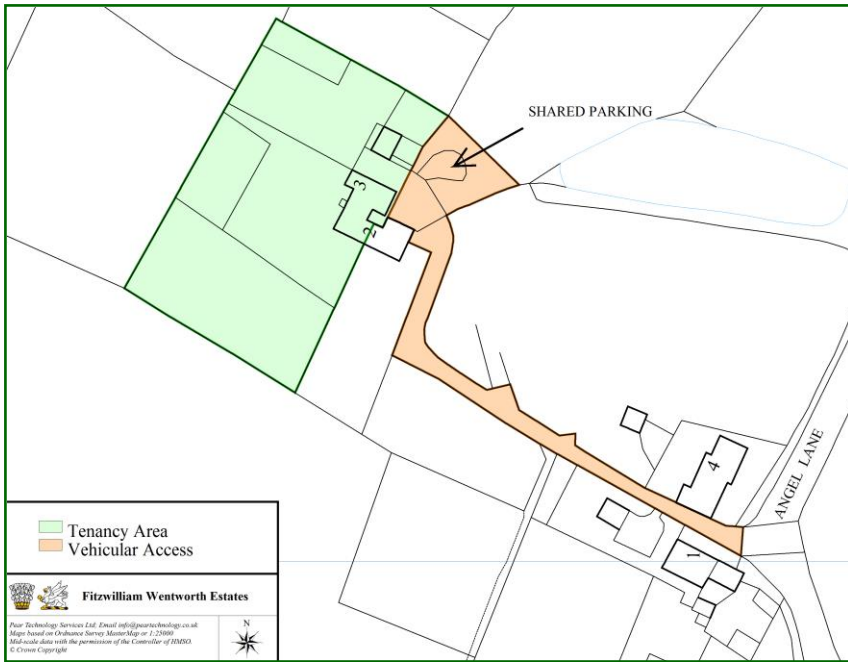 SHARED PARKING
3
2
4
ANGEL LANE
1
Tenancy Area
Vehicular Access
Fitzwilliam Wentworth Estates
Pear Technology Services Ltd; Email info@peartechnology.co.uk
Maps based on Ordnance Survey MasterMap or 1:25000
Mid-scale data with the permission of the Controller of HMSO.
© Crown Copyright
N